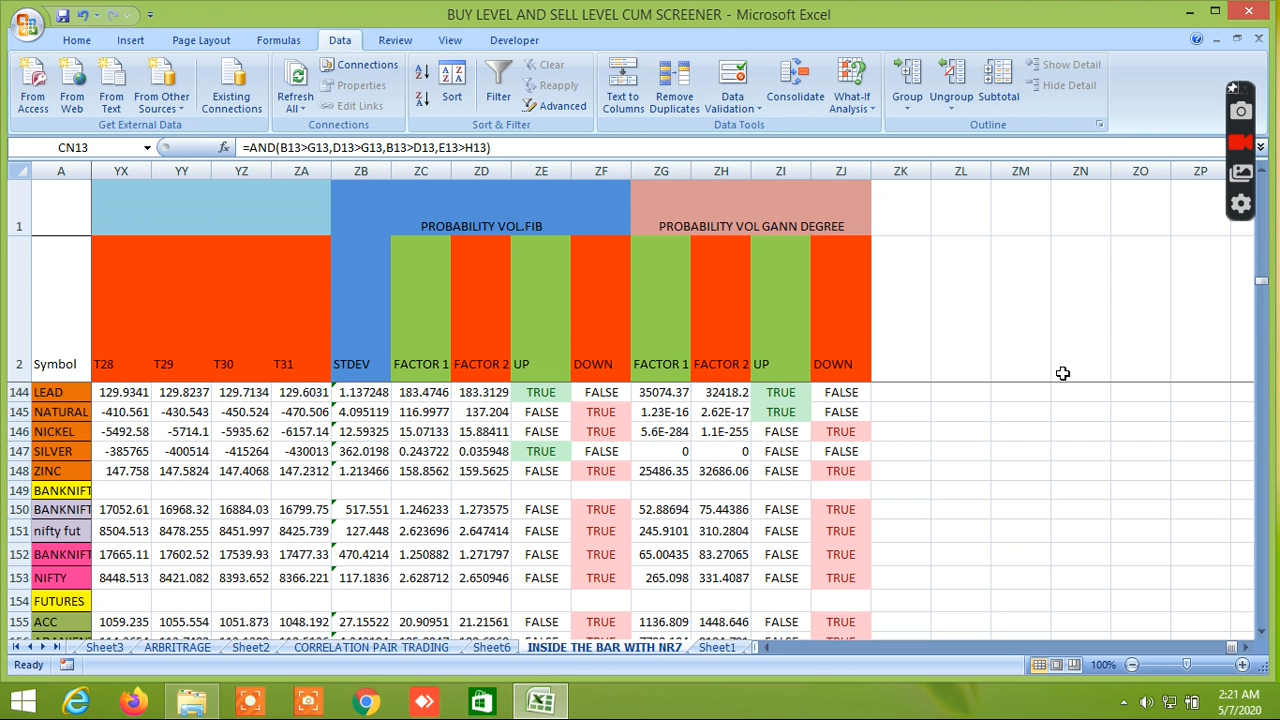 BUY LEVEL AND SELL LEVEL CUM SCREENER - Microsoft Excel
Home Insert Page Layout Formulas Data Review View Developer
From Access From Web From Text From Other Sources Existing Connections
Refresh All Connections Properties Edit Links
Sort Filter Clear Reapply Advanced
Text to Columns Remove Duplicates Data Validation Consolidate What-If Analysis
Group Ungroup Subtotal Show Detail Hide Detail
Get External Data Connections Sort & Filter Data Tools Outline
CN13 fx =AND(B13>G13,D13>G13,B13>D13,E13>H13)
A YX YY YZ ZA ZB ZC ZD ZE ZF ZG ZH ZI ZJ ZK ZL ZM ZN ZO ZP
1 PROBABILITY VOL.FIB PROBABILITY VOL GANN DEGREE
2 Symbol T28 T29 T30 T31 STDEV FACTOR 1 FACTOR 2 UP DOWN FACTOR 1 FACTOR 2 UP DOWN
144 LEAD 129.9341 129.8237 129.7134 129.6031 1.137248 183.4746 183.3129 TRUE FALSE 35074.37 32418.2 TRUE FALSE
145 NATURAL -410.561 -430.543 -450.524 -470.506 4.095119 116.9977 137.204 FALSE TRUE 1.23E-16 2.62E-17 TRUE FALSE
146 NICKEL -5492.58 -5714.1 -5935.62 -6157.14 12.59325 15.07133 15.88411 FALSE TRUE 5.6E-284 1.1E-255 FALSE TRUE
147 SILVER -385765 -400514 -415264 -430013 362.0198 0.243722 0.035948 TRUE FALSE 0 0 FALSE FALSE
148 ZINC 147.758 147.5824 147.4068 147.2312 1.213466 158.8562 159.5625 FALSE TRUE 25486.35 32686.06 FALSE TRUE
149 BANKNIFT
150 BANKNIFT 17052.61 16968.32 16884.03 16799.75 517.551 1.246233 1.273575 FALSE TRUE 52.88694 75.44386 FALSE TRUE
151 nifty fut 8504.513 8478.255 8451.997 8425.739 127.448 2.623696 2.647414 FALSE TRUE 245.9101 310.2804 FALSE TRUE
152 BANKNIFT 17665.11 17602.52 17539.93 17477.33 470.4214 1.250882 1.271797 FALSE TRUE 65.00435 83.27065 FALSE TRUE
153 NIFTY 8448.513 8421.082 8393.652 8366.221 117.1836 2.628712 2.650946 FALSE TRUE 265.098 331.4087 FALSE TRUE
154 FUTURES
155 ACC 1059.295 1055.554 1051.873 1048.192 27.15522 20.90951 21.21561 FALSE TRUE 1136.809 1448.646 FALSE TRUE
Sheet3 ARBRITRAGE Sheet2 CORRELATION PAIR TRADING Sheet6 INSIDE THE BAR WITH NR7 Sheet1
Ready 100%
2:21 AM
5/7/2020